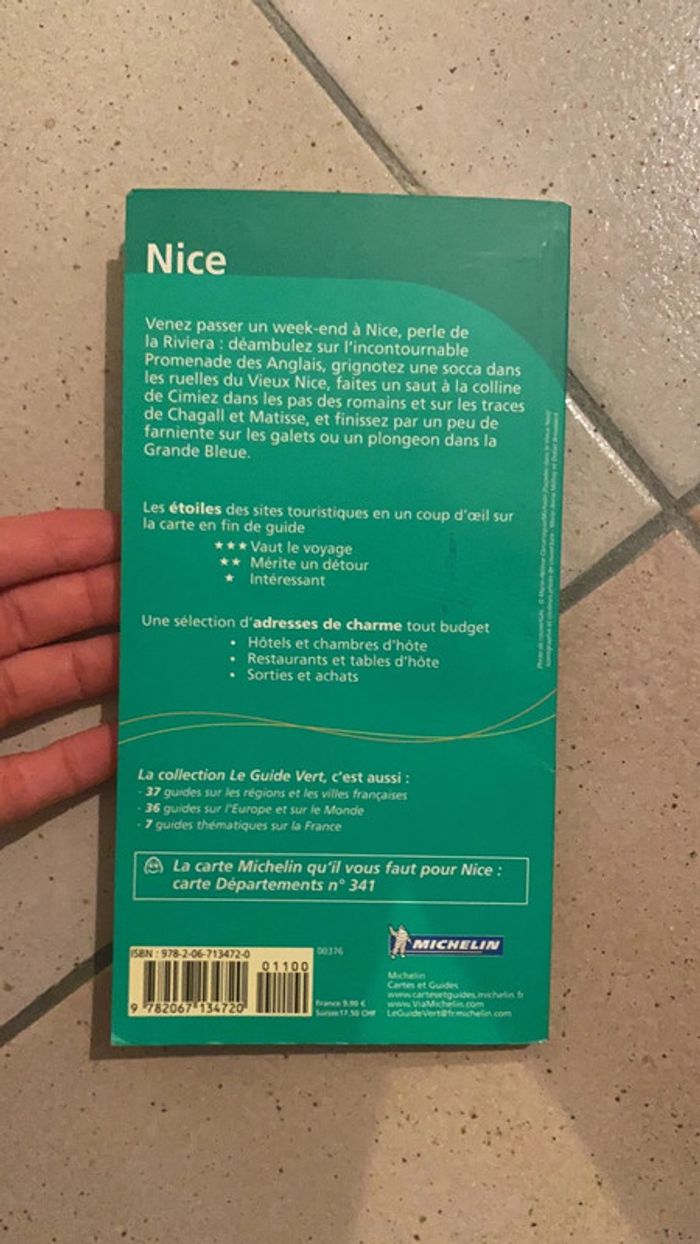 Nice
Venez passer un week-end à Nice, perle de
la Riviera : déambulez sur l'incontournable
Promenade des Anglais, grignotez une socca dans
les ruelles du Vieux Nice, faites un saut à la colline
de Cimiez dans les pas des romains et sur les traces
de Chagall et Matisse, et finissez par un peu de
farniente sur les galets ou un plongeon dans la
Grande Bleue.
Les étoiles des sites touristiques en un coup d'œil sur
la carte en fin de guide
★★★ Vaut le voyage
★★ Mérite un détour
★ Intéressant
Une sélection d'adresses de charme tout budget
• Hôtels et chambres d'hôte
• Restaurants et tables d'hôte
• Sorties et achats
La collection Le Guide Vert, c'est aussi :
- 37 guides sur les régions et les villes françaises
- 36 guides sur l'Europe et sur le Monde
- 7 guides thématiques sur la France
La carte Michelin qu'il vous faut pour Nice :
carte Départements n° 341
ISBN : 978-2-06-713472-0
00376
01100
9 782067 134720
France 9,90 €
Suisse 17,50 CHF
MICHELIN
Michelin
Cartes et Guides
www.cartesetguides.michelin.fr
www.ViaMichelin.com
LeGuideVert@fr.michelin.com